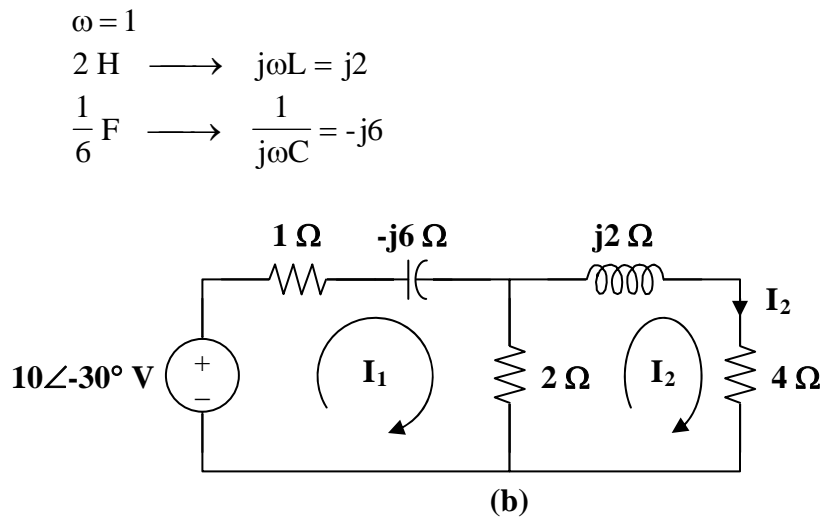 ω = 1
2 H ⟶ jωL = j2
1/6 F ⟶ 1/jωC = -j6
1 Ω -j6 Ω j2 Ω
I₂
10∠-30° V + − I₁ 2 Ω I₂ 4 Ω
(b)